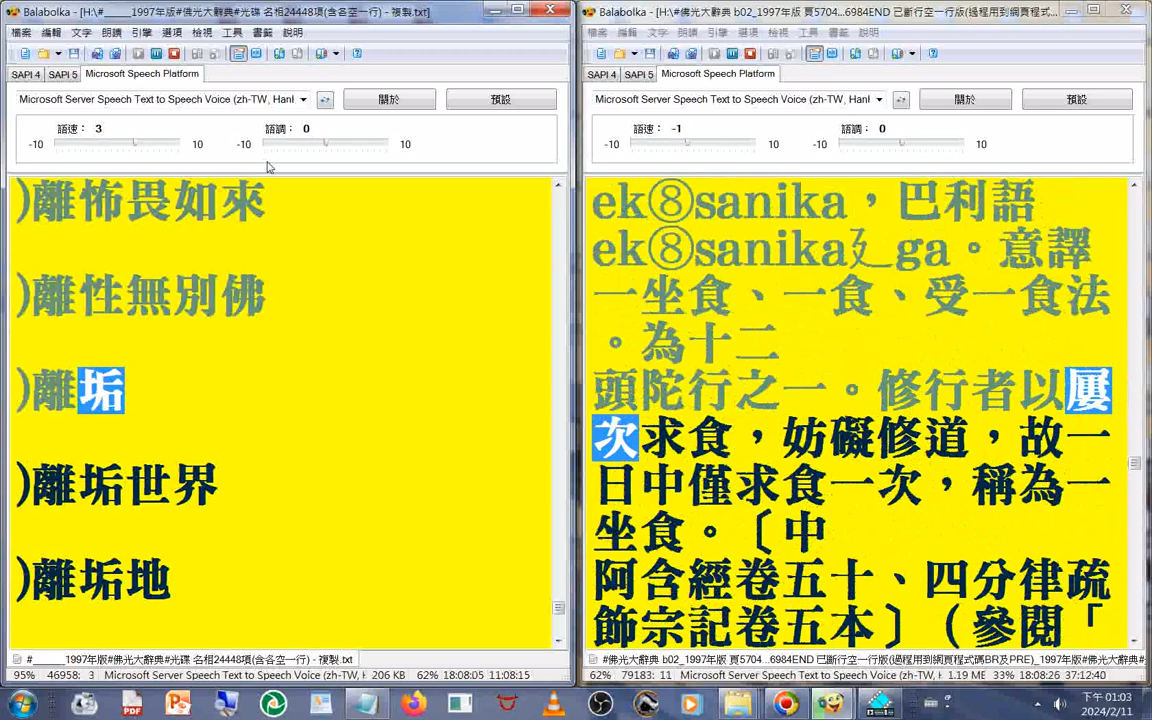 Balabolka - [H:\#_____1997年版#佛光大辭典#光碟 名相24448項(含各空一行) - 複製.txt]
檔案 編輯 文字 朗讀 引擎 選項 檢視 工具 書籤 說明
SAPI 4 SAPI 5 Microsoft Speech Platform
Microsoft Server Speech Text to Speech Voice (zh-TW, Hanl
關於 預設
語速： 3 語調： 0
-10 10 -10 10
)離怖畏如來
)離性無別佛
)離垢
)離垢世界
)離垢地
#_____1997年版#佛光大辭典#光碟 名相24448項(含各空一行) - 複製.txt
95% 46958: 3 Microsoft Server Speech Text to Speech Voice (zh-TW, Ha 206 KB 62% 18:08:05 11:08:15
Balabolka - [H:\#佛光大辭典 b02_1997年版 頁5704...6984END 已斷行空一行版(過程用到網頁程式...
檔案 編輯 文字 朗讀 引擎 選項 檢視 工具 書籤 說明
SAPI 4 SAPI 5 Microsoft Speech Platform
Microsoft Server Speech Text to Speech Voice (zh-TW, Hanl
關於 預設
語速： -1 語調： 0
-10 10 -10 10
ek⑧sanika，巴利語
ek⑧sanika廴ga。意譯
一坐食、一食、受一食法
。為十二
頭陀行之一。修行者以屢
次求食，妨礙修道，故一
日中僅求食一次，稱為一
坐食。〔中
阿含經卷五十、四分律疏
飾宗記卷五本〕（參閱「
#佛光大辭典 b02_1997年版 頁5704...6984END 已斷行空一行版(過程用到網頁程式碼BR及PRE)_1997年版#
62% 79183: 11 Microsoft Server Speech Text to Speech Voice (zh-TW, Ha 1.19 ME 33% 18:08:26 37:12:40
下午 01:03
2024/2/11